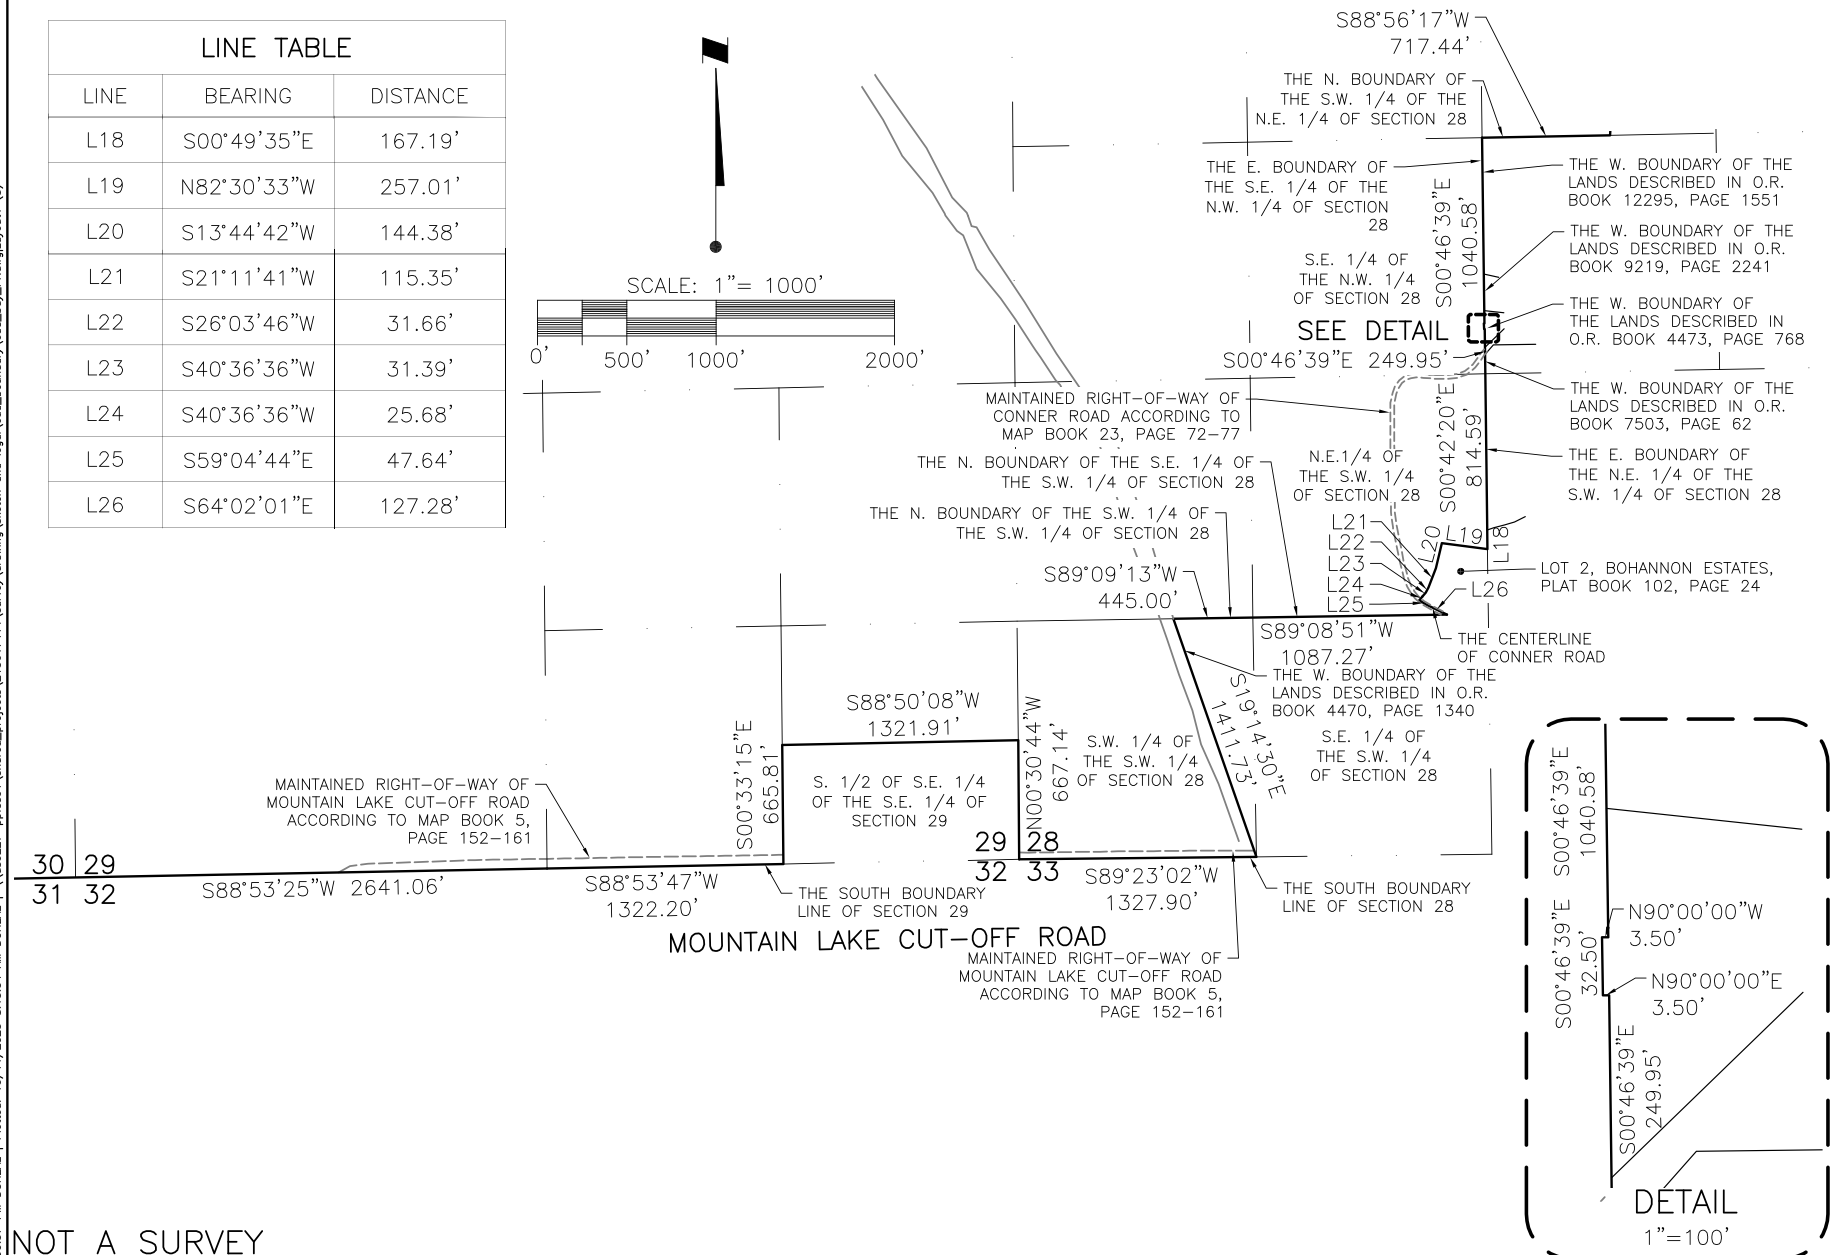 LINE TABLE
LINE BEARING DISTANCE
L18 S00°49'35"E 167.19'
L19 N82°30'33"W 257.01'
L20 S13°44'42"W 144.38'
L21 S21°11'41"W 115.35'
L22 S26°03'46"W 31.66'
L23 S40°36'36"W 31.39'
L24 S40°36'36"W 25.68'
L25 S59°04'44"E 47.64'
L26 S64°02'01"E 127.28'
SCALE: 1"= 1000'
0' 500' 1000' 2000'
S88°56'17"W
717.44'
THE N. BOUNDARY OF
THE S.W. 1/4 OF THE
N.E. 1/4 OF SECTION 28
THE E. BOUNDARY OF
THE S.E. 1/4 OF THE
N.W. 1/4 OF SECTION
28
S00°46'39"E
1040.58'
THE W. BOUNDARY OF THE
LANDS DESCRIBED IN O.R.
BOOK 12295, PAGE 1551
THE W. BOUNDARY OF THE
LANDS DESCRIBED IN O.R.
BOOK 9219, PAGE 2241
S.E. 1/4 OF
THE N.W. 1/4
OF SECTION 28
THE W. BOUNDARY OF
THE LANDS DESCRIBED IN
O.R. BOOK 4473, PAGE 768
SEE DETAIL
S00°46'39"E 249.95'
THE W. BOUNDARY OF THE
LANDS DESCRIBED IN O.R.
BOOK 7503, PAGE 62
MAINTAINED RIGHT-OF-WAY OF
CONNER ROAD ACCORDING TO
MAP BOOK 23, PAGE 72-77
S00°42'20"E
814.59'
THE E. BOUNDARY OF
THE N.E. 1/4 OF THE
S.W. 1/4 OF SECTION 28
THE N. BOUNDARY OF THE S.E. 1/4 OF
THE S.W. 1/4 OF SECTION 28
N.E.1/4 OF
THE S.W. 1/4
OF SECTION 28
THE N. BOUNDARY OF THE S.W. 1/4 OF
THE S.W. 1/4 OF SECTION 28
L21
L22
L23
L24
L25
L20
L19
L18
L26
LOT 2, BOHANNON ESTATES,
PLAT BOOK 102, PAGE 24
S89°09'13"W
445.00'
S89°08'51"W
1087.27'
THE CENTERLINE
OF CONNER ROAD
THE W. BOUNDARY OF THE
LANDS DESCRIBED IN O.R.
BOOK 4470, PAGE 1340
S19°14'30"E
1411.73'
S88°50'08"W
1321.91'
S00°33'15"E
665.81'
N00°30'44"W
667.14'
S.W. 1/4 OF
THE S.W. 1/4
OF SECTION 28
S.E. 1/4 OF
THE S.W. 1/4
OF SECTION 28
S. 1/2 OF S.E. 1/4
OF THE S.E. 1/4 OF
SECTION 29
MAINTAINED RIGHT-OF-WAY OF
MOUNTAIN LAKE CUT-OFF ROAD
ACCORDING TO MAP BOOK 5,
PAGE 152-161
30 29
31 32
29 28
32 33
S88°53'25"W 2641.06'
S88°53'47"W
1322.20'
THE SOUTH BOUNDARY
LINE OF SECTION 29
S89°23'02"W
1327.90'
THE SOUTH BOUNDARY
LINE OF SECTION 28
MOUNTAIN LAKE CUT-OFF ROAD
MAINTAINED RIGHT-OF-WAY OF
MOUNTAIN LAKE CUT-OFF ROAD
ACCORDING TO MAP BOOK 5,
PAGE 152-161
S00°46'39"E
1040.58'
N90°00'00"W
3.50'
S00°46'39"E
32.50'
N90°00'00"E
3.50'
S00°46'39"E
249.95'
DETAIL
1"=100'
NOT A SURVEY